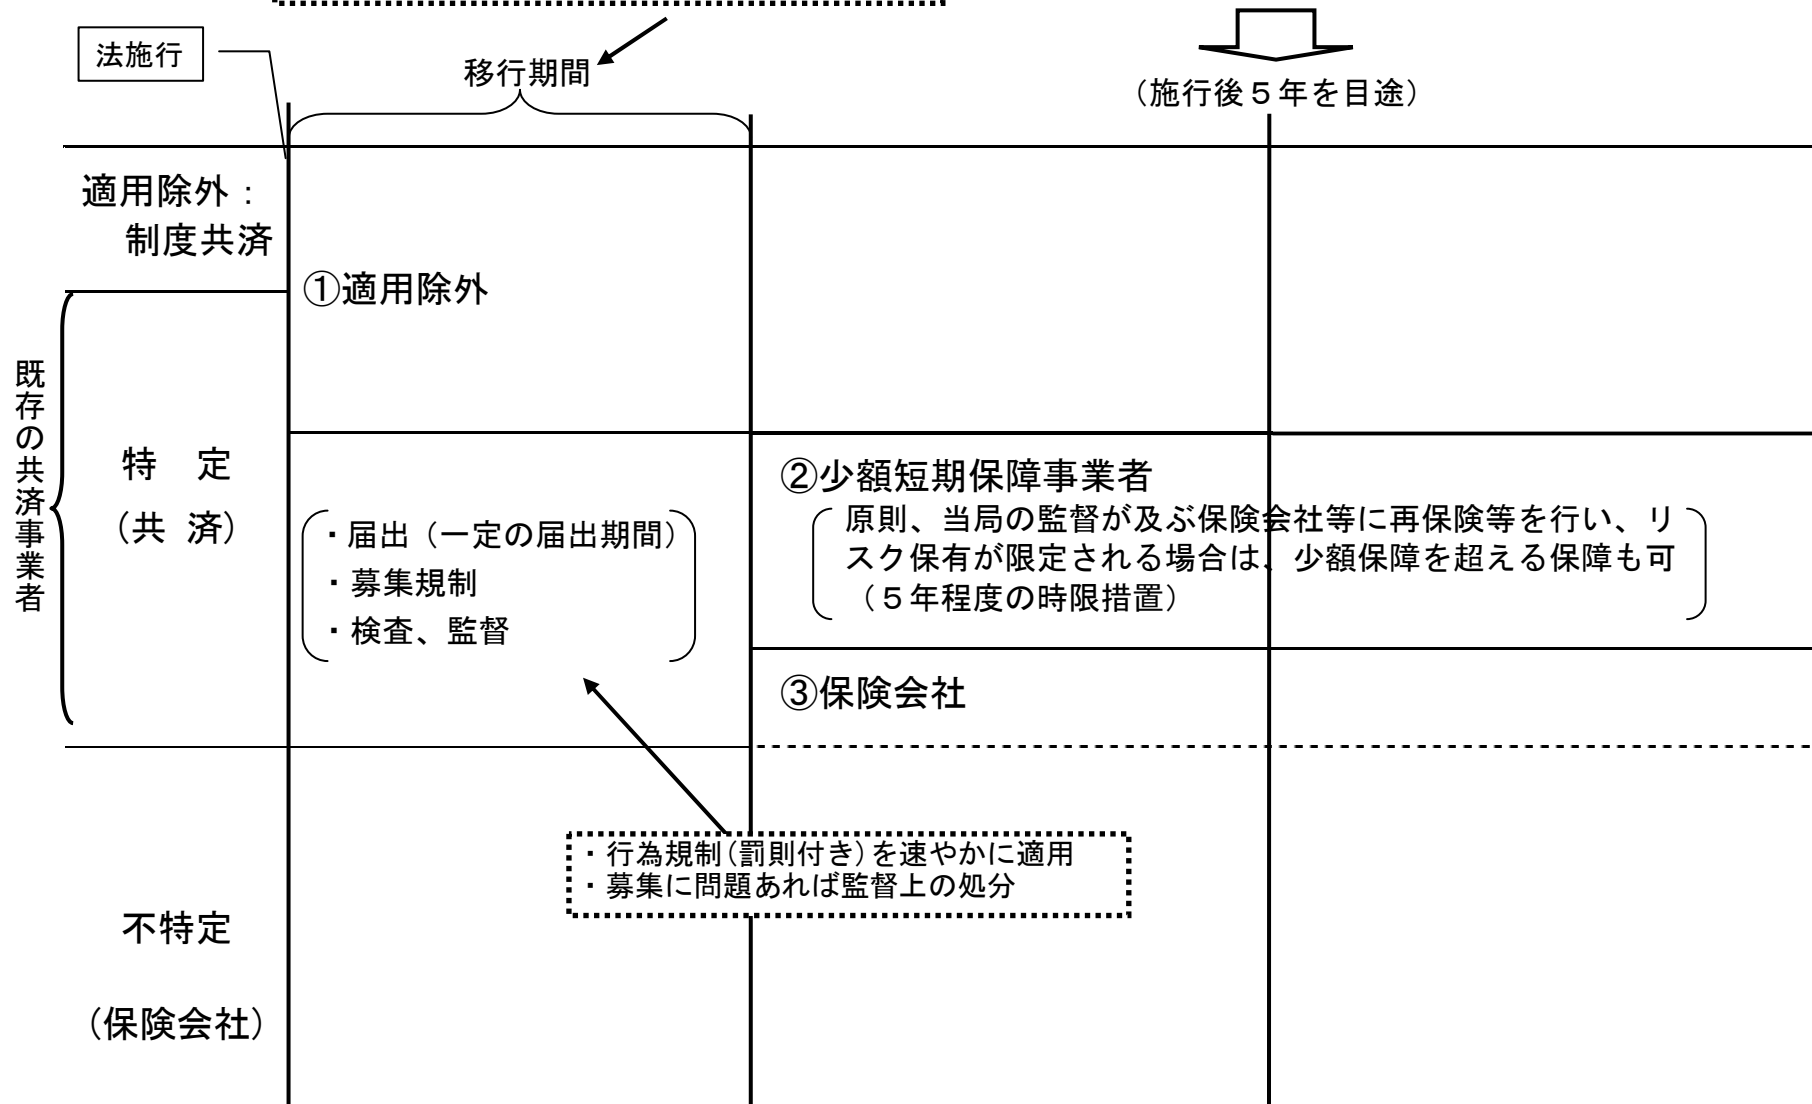 法施行
移行期間
（施行後５年を目途）
適用除外：
制度共済
①適用除外
既存の共済事業者
特　定
（共　済）
・届出（一定の届出期間）
・募集規制
・検査、監督
②少額短期保障事業者
原則、当局の監督が及ぶ保険会社等に再保険等を行い、リ
スク保有が限定される場合は、少額保障を超える保障も可
（５年程度の時限措置）
③保険会社
・行為規制（罰則付き）を速やかに適用
・募集に問題あれば監督上の処分
不特定
（保険会社）